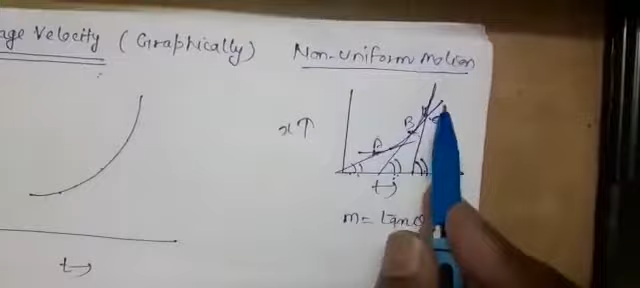 age Velocity (Graphically)
Non-Uniform Motion
x↑
A
B
t→
m = tanθ
t→